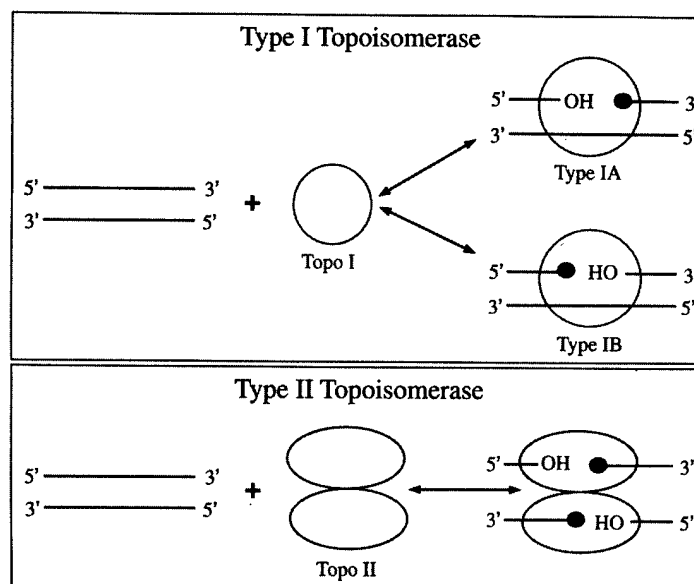 Type I Topoisomerase
5' OH 3
3' 5
Type IA
5' 3'
+
3' 5'
Topo I
5' HO 3
3' 5'
Type IB
Type II Topoisomerase
5' OH 3'
5' 3'
+
3' 5'
3' HO 5'
Topo II